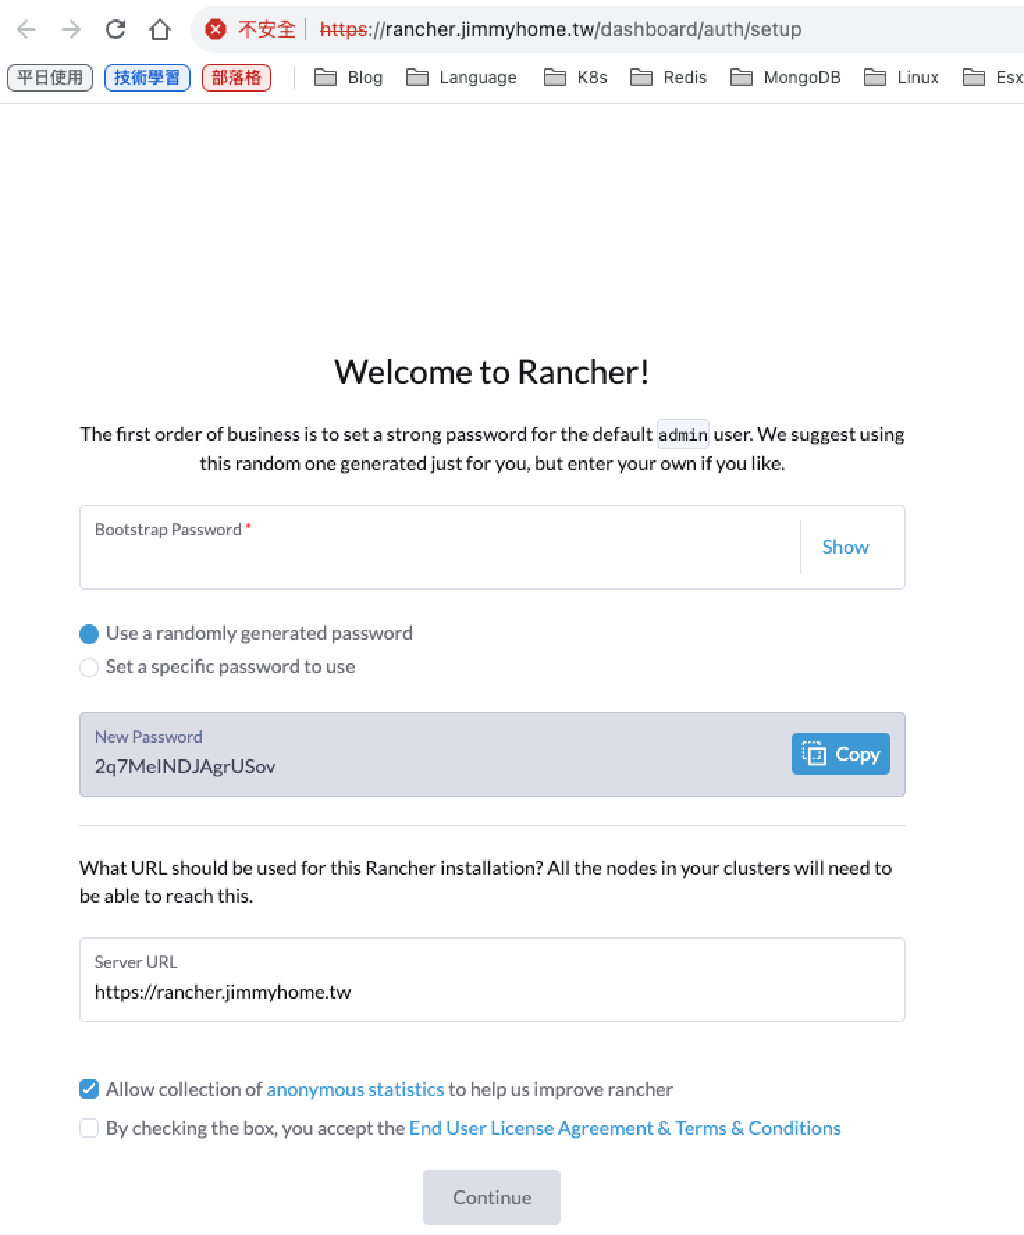 不安全 https://rancher.jimmyhome.tw/dashboard/auth/setup
平日使用 技術學習 部落格 Blog Language K8s Redis MongoDB Linux Esx
Welcome to Rancher!
The first order of business is to set a strong password for the default admin user. We suggest using
this random one generated just for you, but enter your own if you like.
Bootstrap Password *
Show
Use a randomly generated password
Set a specific password to use
New Password
2q7MelNDJAgrUSov
Copy
What URL should be used for this Rancher installation? All the nodes in your clusters will need to
be able to reach this.
Server URL
https://rancher.jimmyhome.tw
Allow collection of anonymous statistics to help us improve rancher
By checking the box, you accept the End User License Agreement & Terms & Conditions
Continue